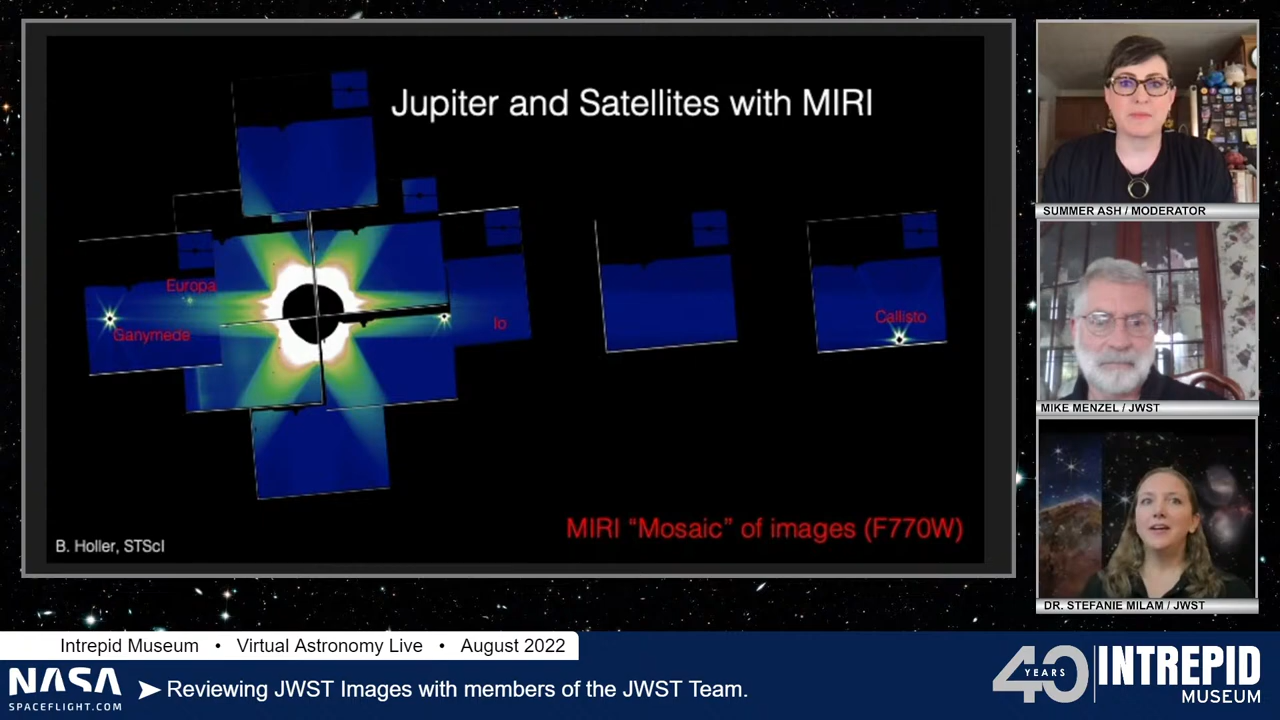 Jupiter and Satellites with MIRI
Europa
Ganymede
Io
Callisto
MIRI “Mosaic” of images (F770W)
B. Holler, STScI
SUMMER ASH / MODERATOR
MIKE MENZEL / JWST
DR. STEFANIE MILAM / JWST
Intrepid Museum • Virtual Astronomy Live • August 2022
NASA
SPACEFLIGHT.COM
Reviewing JWST Images with members of the JWST Team.
40
YEARS
INTREPID
MUSEUM